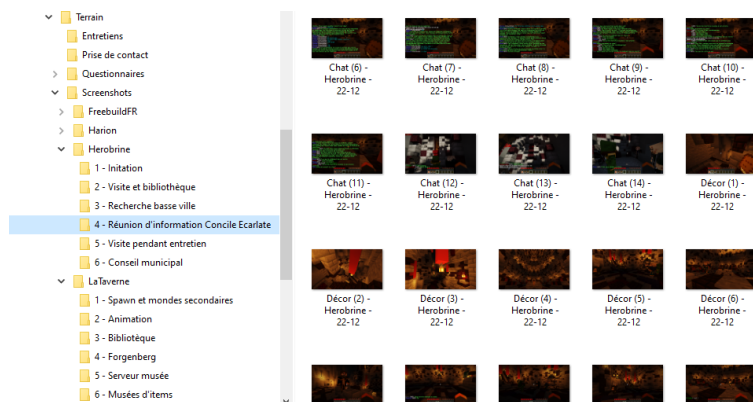 Terrain
Entretiens
Prise de contact
Questionnaires
Screenshots
FreebuildFR
Harion
Herobrine
1 - Initation
2 - Visite et bibliothèque
3 - Recherche basse ville
4 - Réunion d'information Concile Ecarlate
5 - Visite pendant entretien
6 - Conseil municipal
LaTaverne
1 - Spawn et mondes secondaires
2 - Animation
3 - Bibliotèque
4 - Forgenberg
5 - Serveur musée
6 - Musées d'items
Chat (6) -
Herobrine -
22-12
Chat (7) -
Herobrine -
22-12
Chat (8) -
Herobrine -
22-12
Chat (9) -
Herobrine -
22-12
Chat (10) -
Herobrine -
22-12
Chat (11) -
Herobrine -
22-12
Chat (12) -
Herobrine -
22-12
Chat (13) -
Herobrine -
22-12
Chat (14) -
Herobrine -
22-12
Décor (1) -
Herobrine -
22-12
Décor (2) -
Herobrine -
22-12
Décor (3) -
Herobrine -
22-12
Décor (4) -
Herobrine -
22-12
Décor (5) -
Herobrine -
22-12
Décor (6) -
Herobrine -
22-12